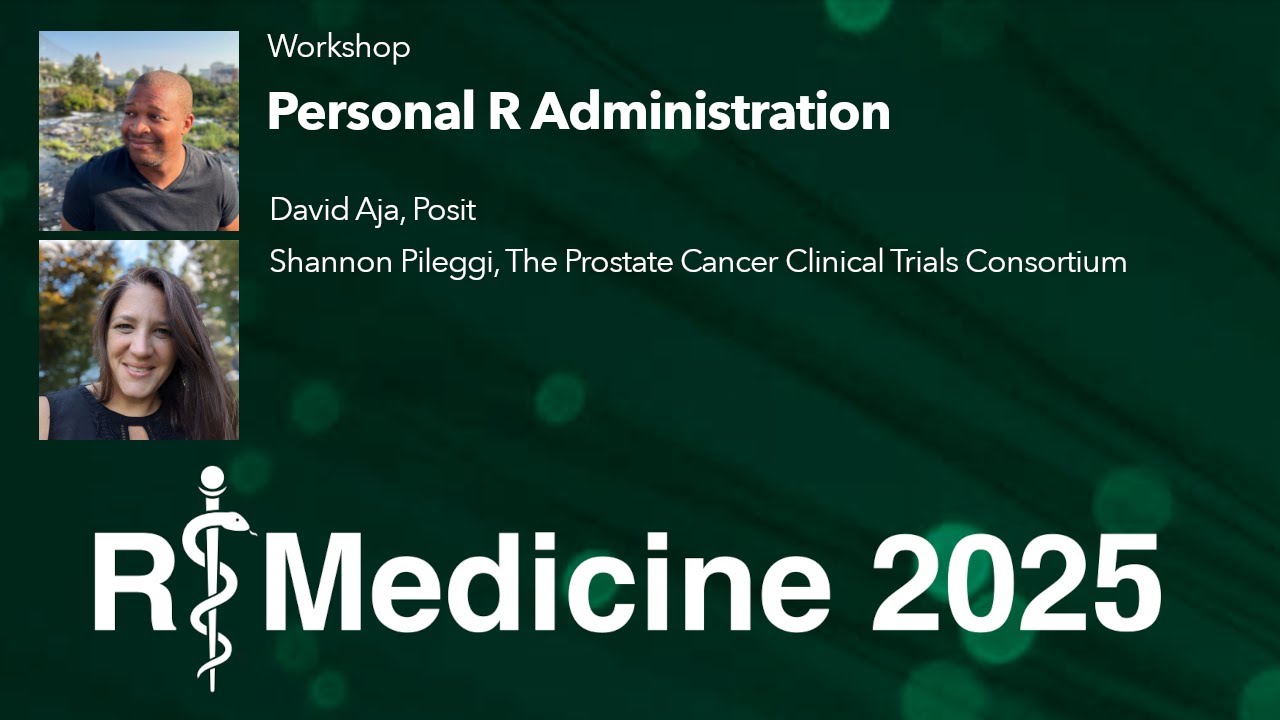 Workshop
Personal R Administration
David Aja, Posit
Shannon Pileggi, The Prostate Cancer Clinical Trials Consortium
R Medicine 2025